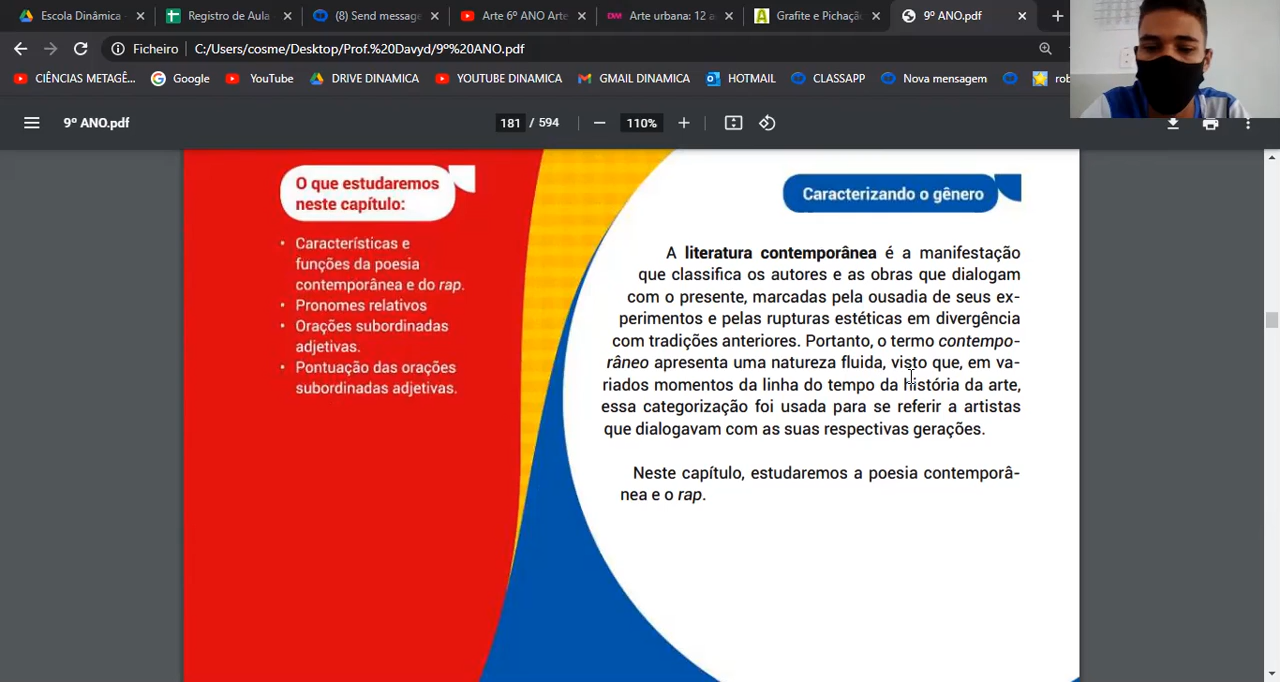 Escola Dinâmica -
Registro de Aula
(8) Send message
Arte 6º ANO Arte
Arte urbana: 12 a
Grafite e Pichação
9º ANO.pdf
Ficheiro
C:/Users/cosme/Desktop/Prof.%20Davyd/9º%20ANO.pdf
CIÊNCIAS METAGÊ...
Google
YouTube
DRIVE DINAMICA
YOUTUBE DINAMICA
GMAIL DINAMICA
HOTMAIL
CLASSAPP
Nova mensagem
rob
9º ANO.pdf
181 / 594
110%
O que estudaremos
neste capítulo:
• Características e
funções da poesia
contemporânea e do rap.
• Pronomes relativos
• Orações subordinadas
adjetivas.
• Pontuação das orações
subordinadas adjetivas.
Caracterizando o gênero
A literatura contemporânea é a manifestação
que classifica os autores e as obras que dialogam
com o presente, marcadas pela ousadia de seus ex-
perimentos e pelas rupturas estéticas em divergência
com tradições anteriores. Portanto, o termo contempo-
râneo apresenta uma natureza fluida, visto que, em va-
riados momentos da linha do tempo da história da arte,
essa categorização foi usada para se referir a artistas
que dialogavam com as suas respectivas gerações.
Neste capítulo, estudaremos a poesia contemporâ-
nea e o rap.